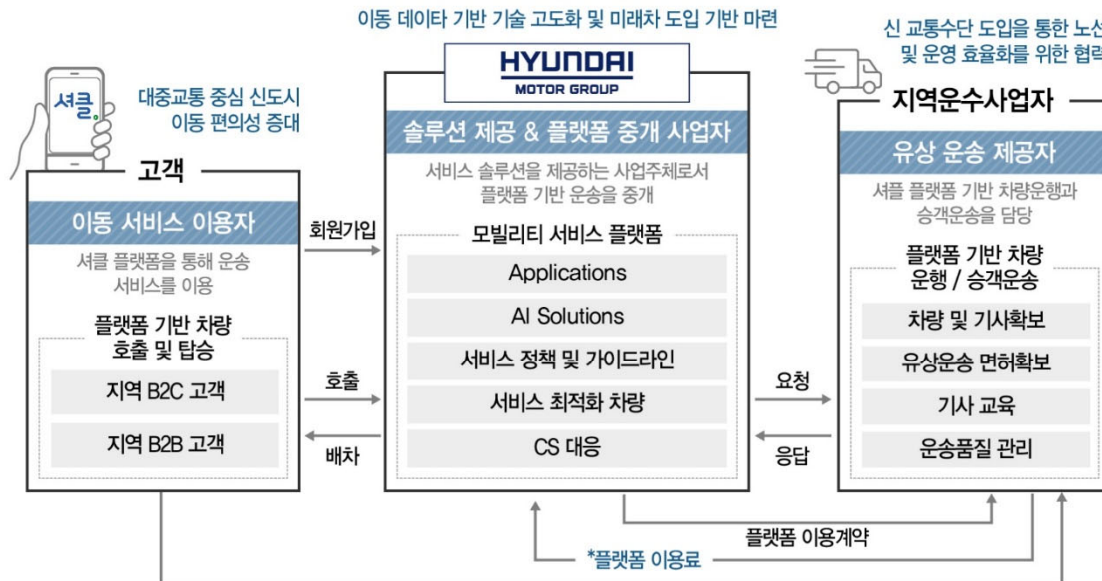 이동 데이타 기반 기술 고도화 및 미래차 도입 기반 마련
HYUNDAI
MOTOR GROUP
솔루션 제공 & 플랫폼 중개 사업자
서비스 솔루션을 제공하는 사업주체로서
플랫폼 기반 운송을 중개
모빌리티 서비스 플랫폼
Applications
AI Solutions
서비스 정책 및 가이드라인
서비스 최적화 차량
CS 대응
셔클.
대중교통 중심 신도시
이동 편의성 증대
고객
이동 서비스 이용자
셔클 플랫폼을 통해 운송
서비스를 이용
플랫폼 기반 차량
호출 및 탑승
지역 B2C 고객
지역 B2B 고객
회원가입
호출
배차
신 교통수단 도입을 통한 노선
및 운영 효율화를 위한 협력
지역운수사업자
유상 운송 제공자
셔플 플랫폼 기반 차량운행과
승객운송을 담당
플랫폼 기반 차량
운행 / 승객운송
차량 및 기사확보
유상운송 면허확보
기사 교육
운송품질 관리
요청
응답
플랫폼 이용계약
*플랫폼 이용료